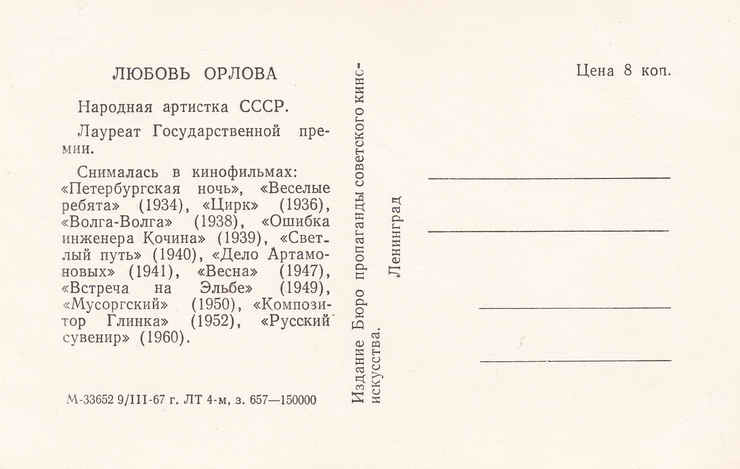 ЛЮБОВЬ ОРЛОВА
Народная артистка СССР.
Лауреат Государственной пре-
мии.
Снималась в кинофильмах:
«Петербургская ночь», «Веселые
ребята» (1934), «Цирк» (1936),
«Волга-Волга» (1938), «Ошибка
инженера Кочина» (1939), «Свет-
лый путь» (1940), «Дело Артамо-
новых» (1941), «Весна» (1947),
«Встреча на Эльбе» (1949),
«Мусоргский» (1950), «Компози-
тор Глинка» (1952), «Русский
сувенир» (1960).
М-33652 9/III-67 г. ЛТ 4-м, з. 657—150000
Издание Бюро пропаганды советского кино-
искусства.
Ленинград
Цена 8 коп.